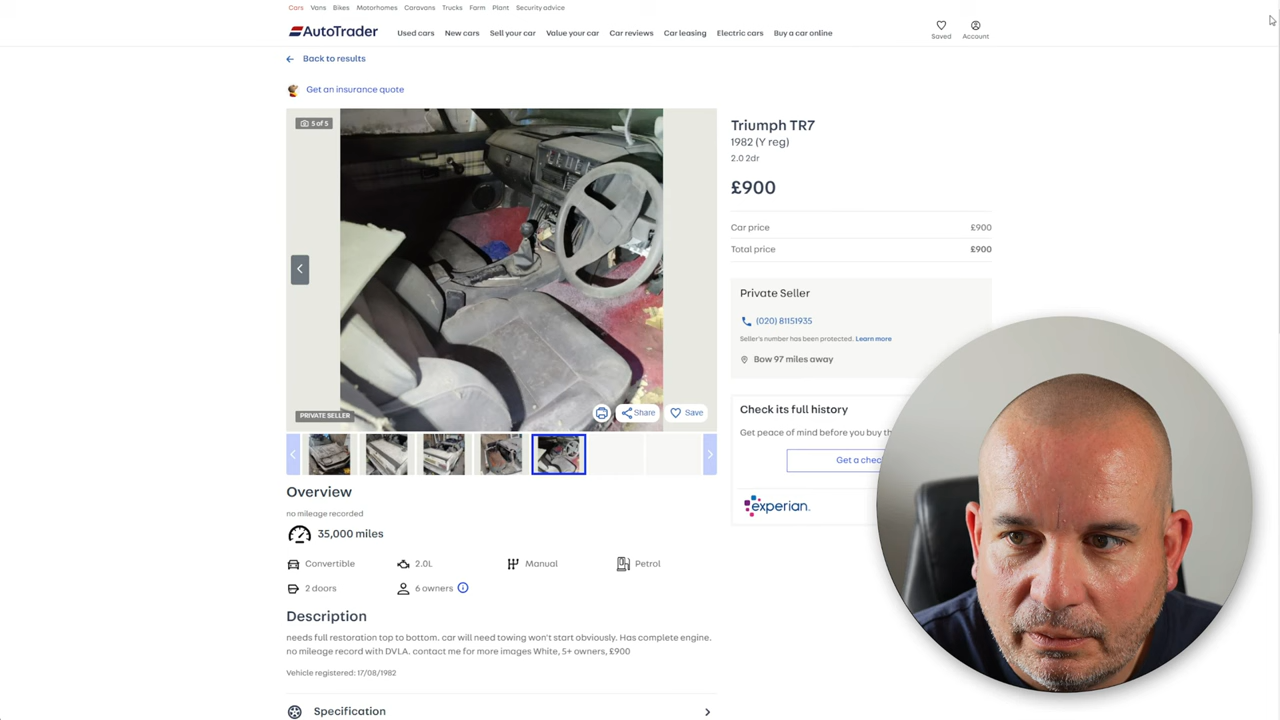 Cars Vans Bikes Motorhomes Caravans Trucks Farm Plant Security advice
AutoTrader
Used cars New cars Sell your car Value your car Car reviews Car leasing Electric cars Buy a car online
Saved Account
Back to results
Get an insurance quote
5 of 5
PRIVATE SELLER
Share
Save
Triumph TR7
1982 (Y reg)
2.0 2dr
£900
Car price £900
Total price £900
Private Seller
(020) 81151935
Seller's number has been protected. Learn more
Bow 97 miles away
Check its full history
Get peace of mind before you buy th
Get a chec
experian.
Overview
no mileage recorded
35,000 miles
Convertible 2.0L Manual Petrol
2 doors 6 owners
Description
needs full restoration top to bottom. car will need towing won't start obviously. Has complete engine.
no mileage record with DVLA. contact me for more images White, 5+ owners, £900
Vehicle registered: 17/08/1982
Specification